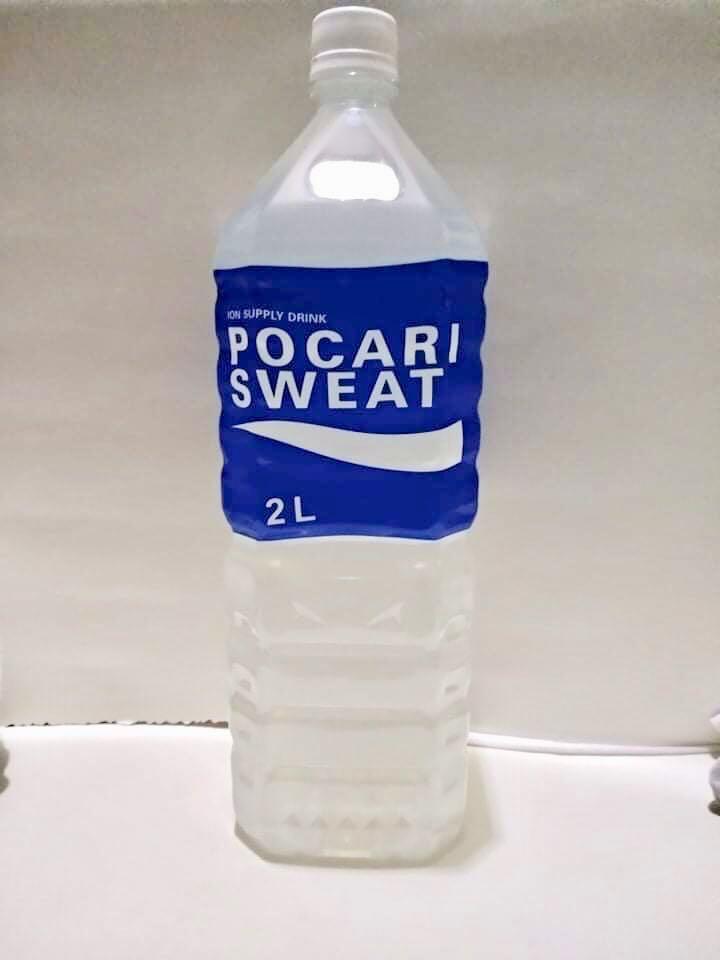 ION SUPPLY DRINK
POCARI
SWEAT
2L